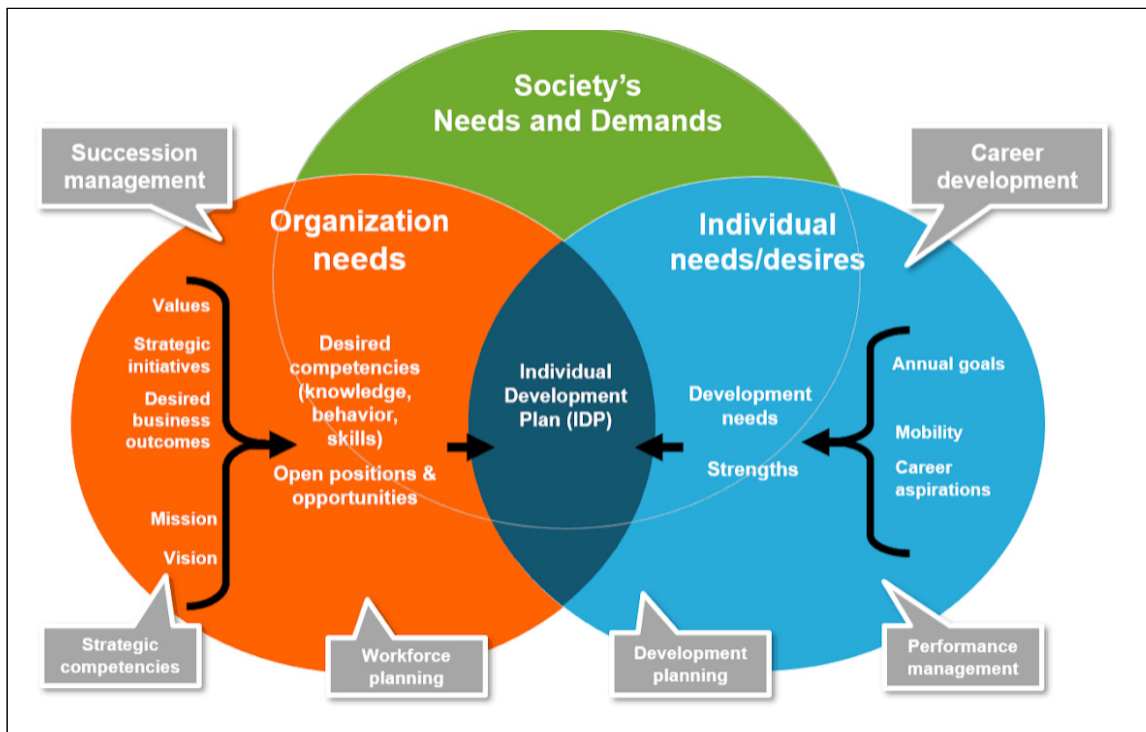 Society's
Needs and Demands
Succession
management
Career
development
Organization
needs
Individual
needs/desires
Values
Strategic
initiatives
Desired
business
outcomes
Mission
Vision
Desired
competencies
(knowledge,
behavior,
skills)
Open positions &
opportunities
Individual
Development
Plan (IDP)
Development
needs
Strengths
Annual goals
Mobility
Career
aspirations
Strategic
competencies
Workforce
planning
Development
planning
Performance
management